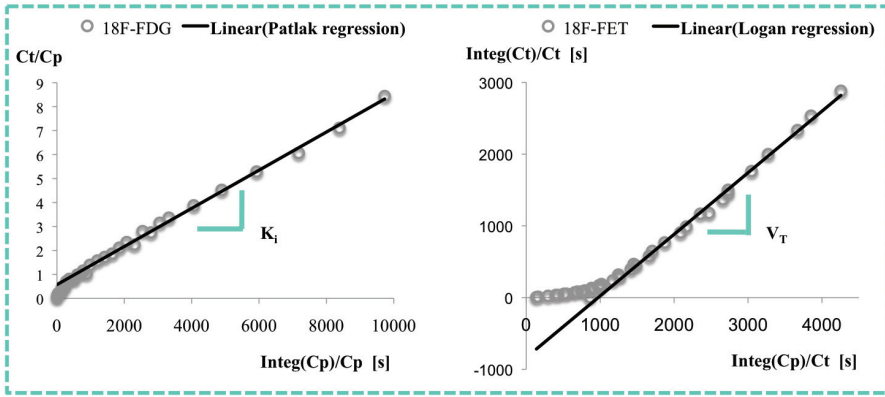 18F-FDG Linear(Patlak regression)
Ct/Cp
9
8
7
6
5
4
3
2
1
0
0 2000 4000 6000 8000 10000
Ki
Integ(Cp)/Cp [s]
18F-FET Linear(Logan regression)
Integ(Ct)/Ct [s]
3000
2000
1000
0
-1000
0 1000 2000 3000 4000
VT
Integ(Cp)/Ct [s]